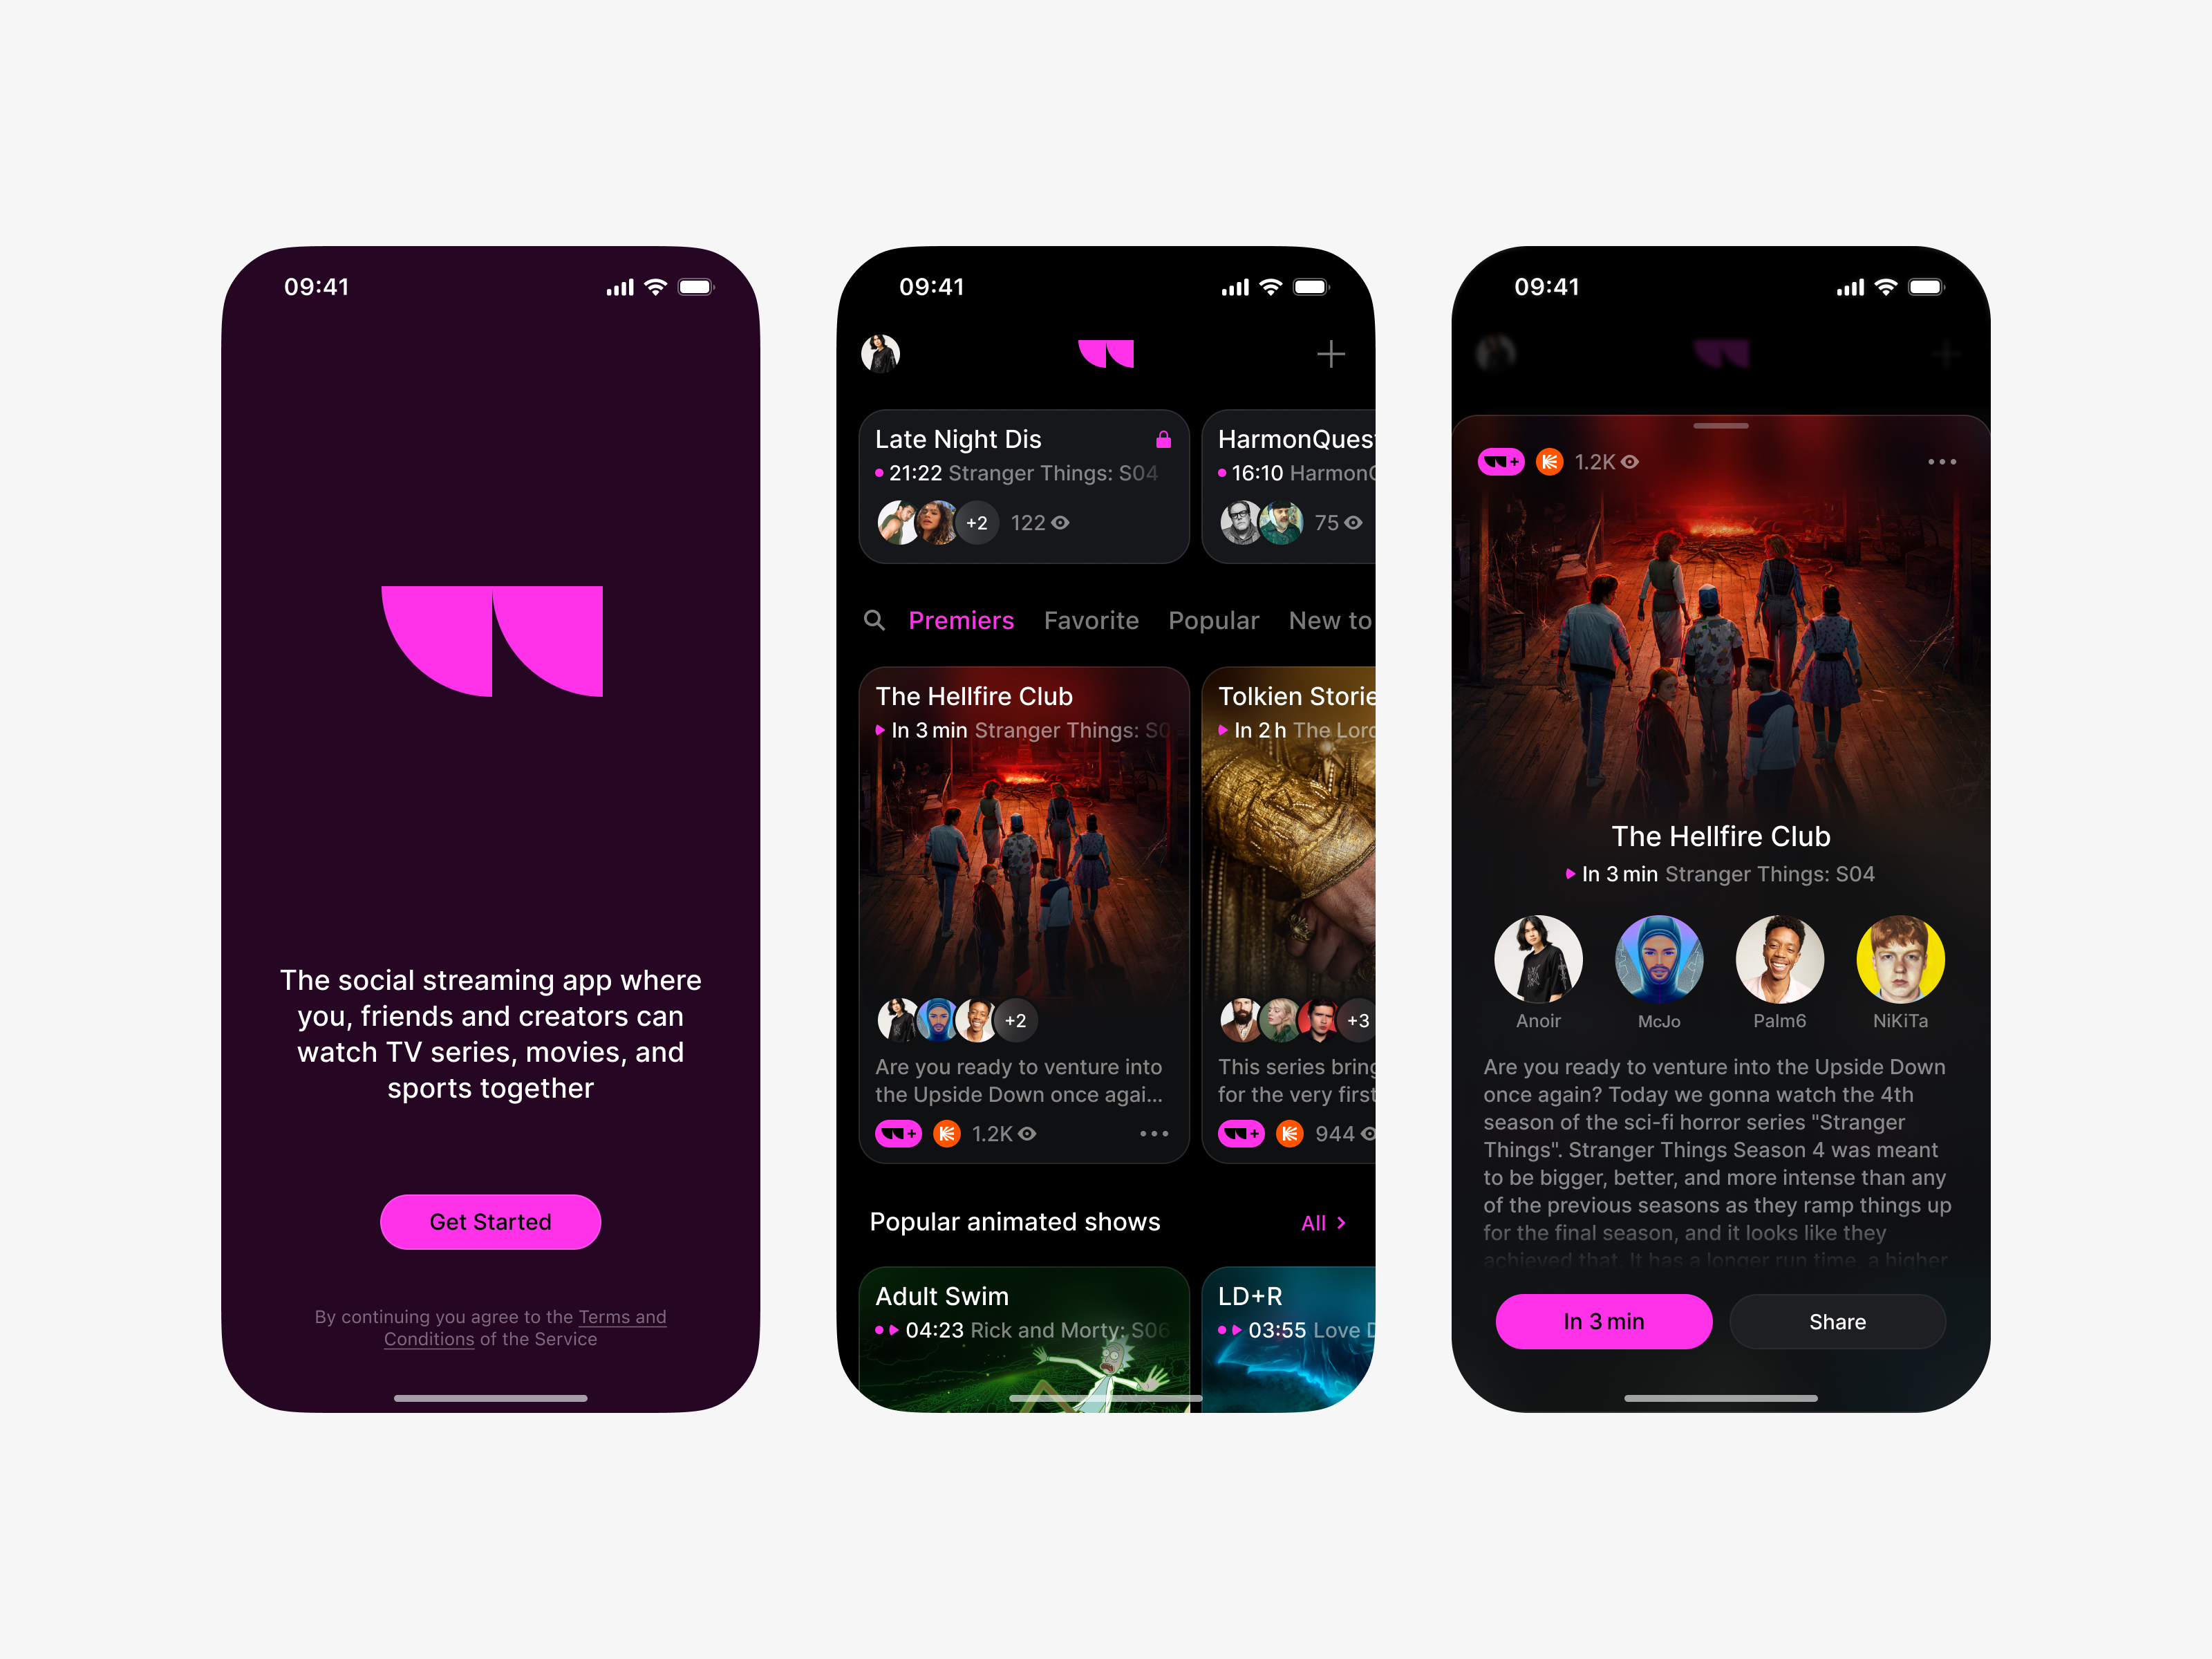 09:41
The social streaming app where
you, friends and creators can
watch TV series, movies, and
sports together
Get Started
By continuing you agree to the Terms and
Conditions of the Service
09:41
Late Night Dis
21:22 Stranger Things: S04
+2 122
HarmonQuest
16:10 Harmon
75
Premiers Favorite Popular New to
The Hellfire Club
In 3 min Stranger Things: S0
+2
Are you ready to venture into
the Upside Down once agai...
+ 1.2K
Tolkien Storie
In 2 h The Lor
+3
This series bring
for the very first
+ 944
Popular animated shows All
Adult Swim
04:23 Rick and Morty: S06
LD+R
03:55 Love D
09:41
+ 1.2K
The Hellfire Club
In 3 min Stranger Things: S04
Anoir McJo Palm6 NiKiTa
Are you ready to venture into the Upside Down
once again? Today we gonna watch the 4th
season of the sci-fi horror series "Stranger
Things". Stranger Things Season 4 was meant
to be bigger, better, and more intense than any
of the previous seasons as they ramp things up
for the final season, and it looks like they
achieved that. It has a longer run time, a higher
In 3 min Share